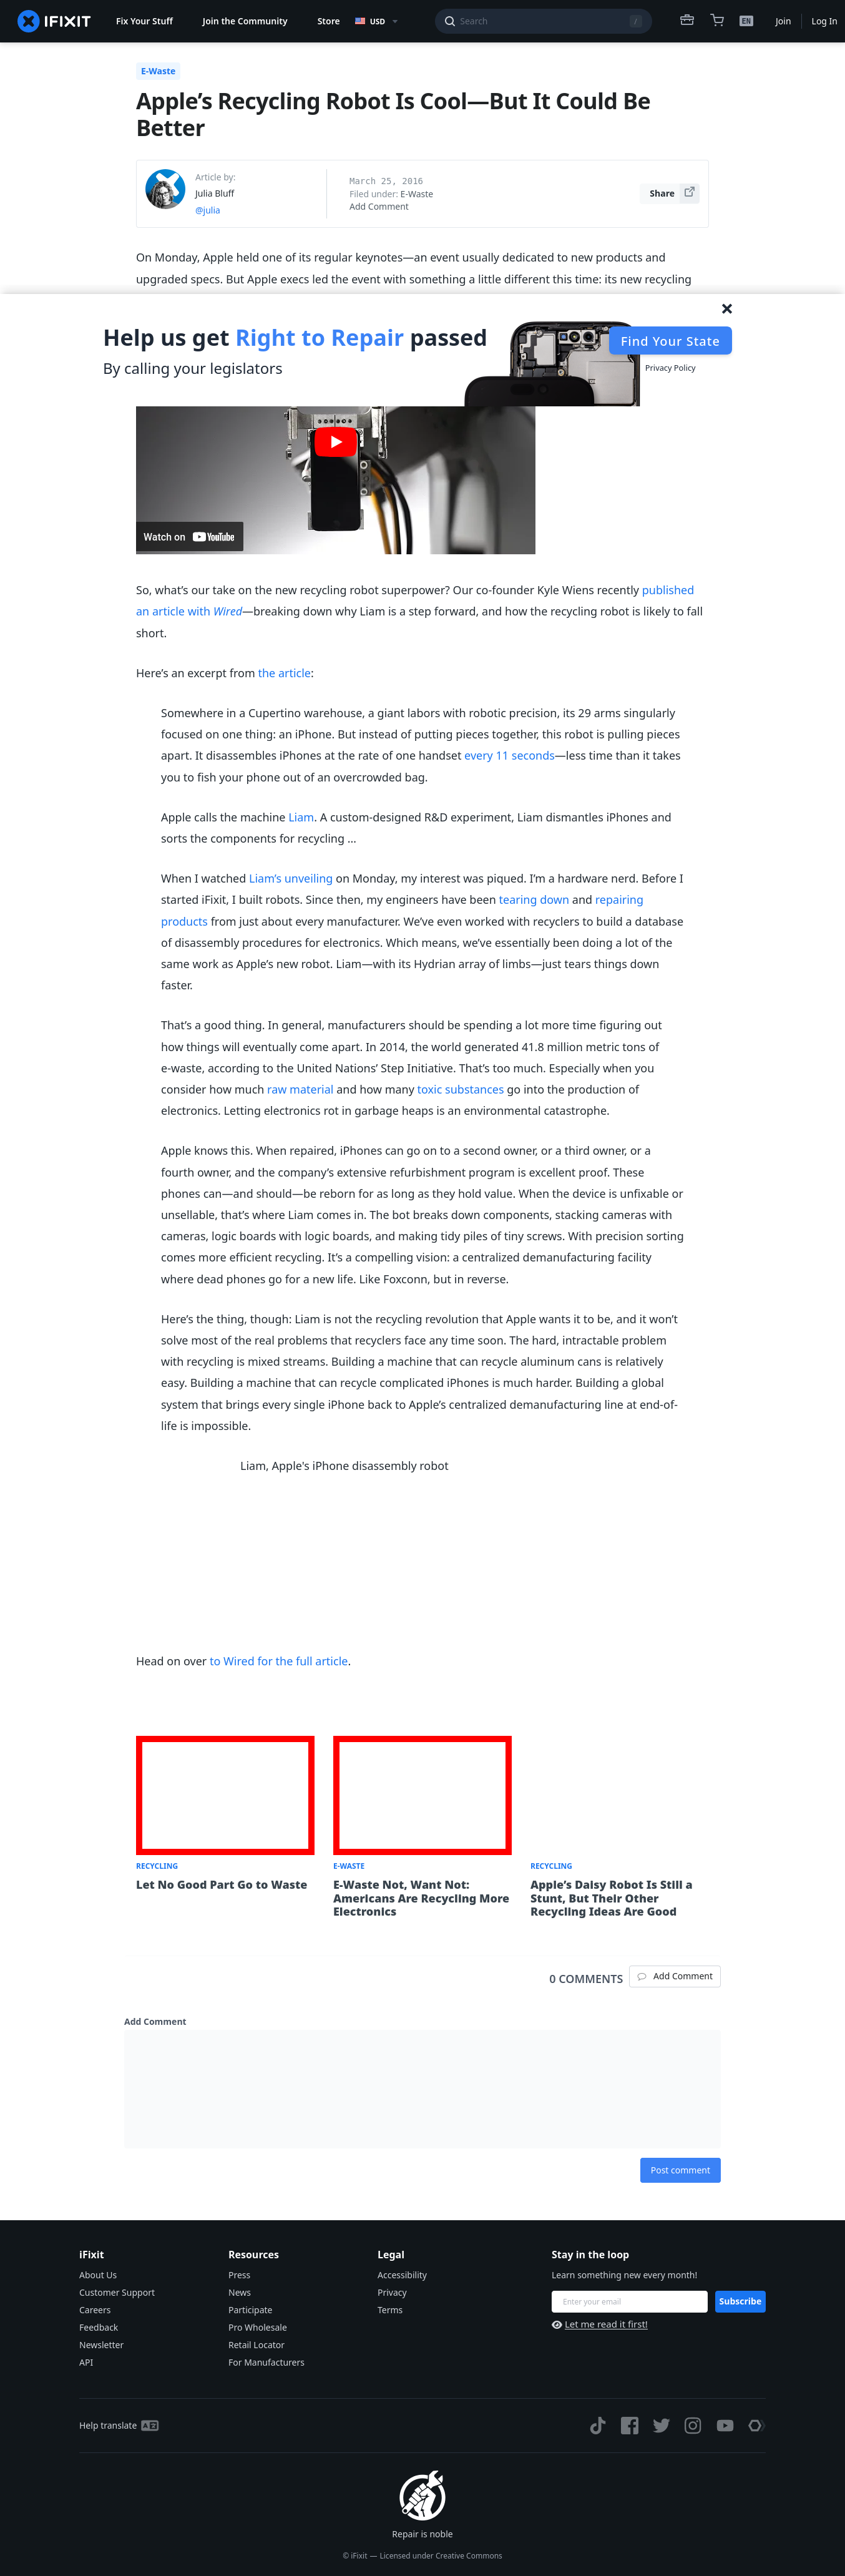 IFIXIT
Fix Your Stuff
Join the Community
Store
USD
Search
/
EN
Join
Log In
E-Waste
Apple’s Recycling Robot Is Cool—But It Could Be
Better
Article by:
Julia Bluff
@julia
March 25, 2016
Filed under: E-Waste
Add Comment
Share
On Monday, Apple held one of its regular keynotes—an event usually dedicated to new products and
upgraded specs. But Apple execs led the event with something a little different this time: its new recycling
Help us get Right to Repair passed
By calling your legislators
Find Your State
Privacy Policy
Watch on YouTube
So, what’s our take on the new recycling robot superpower? Our co-founder Kyle Wiens recently published
an article with Wired—breaking down why Liam is a step forward, and how the recycling robot is likely to fall
short.
Here’s an excerpt from the article:
Somewhere in a Cupertino warehouse, a giant labors with robotic precision, its 29 arms singularly
focused on one thing: an iPhone. But instead of putting pieces together, this robot is pulling pieces
apart. It disassembles iPhones at the rate of one handset every 11 seconds—less time than it takes
you to fish your phone out of an overcrowded bag.
Apple calls the machine Liam. A custom-designed R&D experiment, Liam dismantles iPhones and
sorts the components for recycling ...
When I watched Liam’s unveiling on Monday, my interest was piqued. I’m a hardware nerd. Before I
started iFixit, I built robots. Since then, my engineers have been tearing down and repairing
products from just about every manufacturer. We’ve even worked with recyclers to build a database
of disassembly procedures for electronics. Which means, we’ve essentially been doing a lot of the
same work as Apple’s new robot. Liam—with its Hydrian array of limbs—just tears things down
faster.
That’s a good thing. In general, manufacturers should be spending a lot more time figuring out
how things will eventually come apart. In 2014, the world generated 41.8 million metric tons of
e-waste, according to the United Nations’ Step Initiative. That’s too much. Especially when you
consider how much raw material and how many toxic substances go into the production of
electronics. Letting electronics rot in garbage heaps is an environmental catastrophe.
Apple knows this. When repaired, iPhones can go on to a second owner, or a third owner, or a
fourth owner, and the company’s extensive refurbishment program is excellent proof. These
phones can—and should—be reborn for as long as they hold value. When the device is unfixable or
unsellable, that’s where Liam comes in. The bot breaks down components, stacking cameras with
cameras, logic boards with logic boards, and making tidy piles of tiny screws. With precision sorting
comes more efficient recycling. It’s a compelling vision: a centralized demanufacturing facility
where dead phones go for a new life. Like Foxconn, but in reverse.
Here’s the thing, though: Liam is not the recycling revolution that Apple wants it to be, and it won’t
solve most of the real problems that recyclers face any time soon. The hard, intractable problem
with recycling is mixed streams. Building a machine that can recycle aluminum cans is relatively
easy. Building a machine that can recycle complicated iPhones is much harder. Building a global
system that brings every single iPhone back to Apple’s centralized demanufacturing line at end-of-
life is impossible.
Liam, Apple's iPhone disassembly robot
Head on over to Wired for the full article.
RECYCLING
Let No Good Part Go to Waste
E-WASTE
E-Waste Not, Want Not:
Americans Are Recycling More
Electronics
RECYCLING
Apple’s Daisy Robot Is Still a
Stunt, But Their Other
Recycling Ideas Are Good
0 COMMENTS
Add Comment
Add Comment
Post comment
iFixit
About Us
Customer Support
Careers
Feedback
Newsletter
API
Resources
Press
News
Participate
Pro Wholesale
Retail Locator
For Manufacturers
Legal
Accessibility
Privacy
Terms
Stay in the loop
Learn something new every month!
Enter your email
Subscribe
Let me read it first!
Help translate
Repair is noble
© iFixit — Licensed under Creative Commons